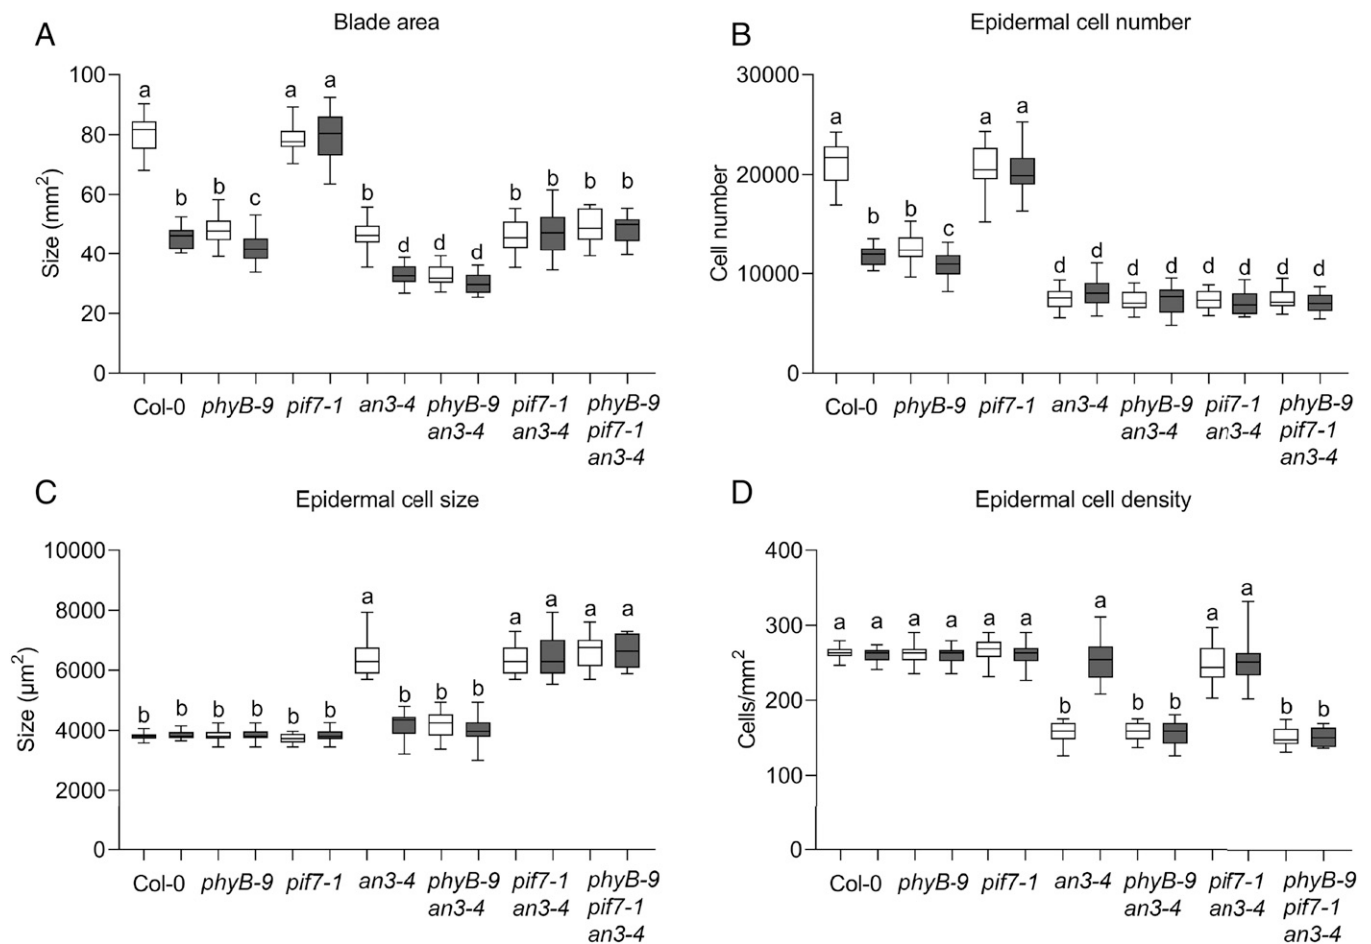 A
Blade area
Size (mm²)
100
80
60
40
20
0
a b b c a a b d d d b b b b
Col-0 phyB-9 pif7-1 an3-4 phyB-9 pif7-1 phyB-9
an3-4 an3-4 pif7-1
an3-4
B
Epidermal cell number
Cell number
30000
20000
10000
0
a b b c a a d d d d d d d d
Col-0 phyB-9 pif7-1 an3-4 phyB-9 pif7-1 phyB-9
an3-4 an3-4 pif7-1
an3-4
C
Epidermal cell size
Size (µm²)
10000
8000
6000
4000
2000
0
b b b b b b a b b b a a a a
Col-0 phyB-9 pif7-1 an3-4 phyB-9 pif7-1 phyB-9
an3-4 an3-4 pif7-1
an3-4
D
Epidermal cell density
Cells/mm²
400
300
200
100
0
a a a a a a b a b b a a b b
Col-0 phyB-9 pif7-1 an3-4 phyB-9 pif7-1 phyB-9
an3-4 an3-4 pif7-1
an3-4